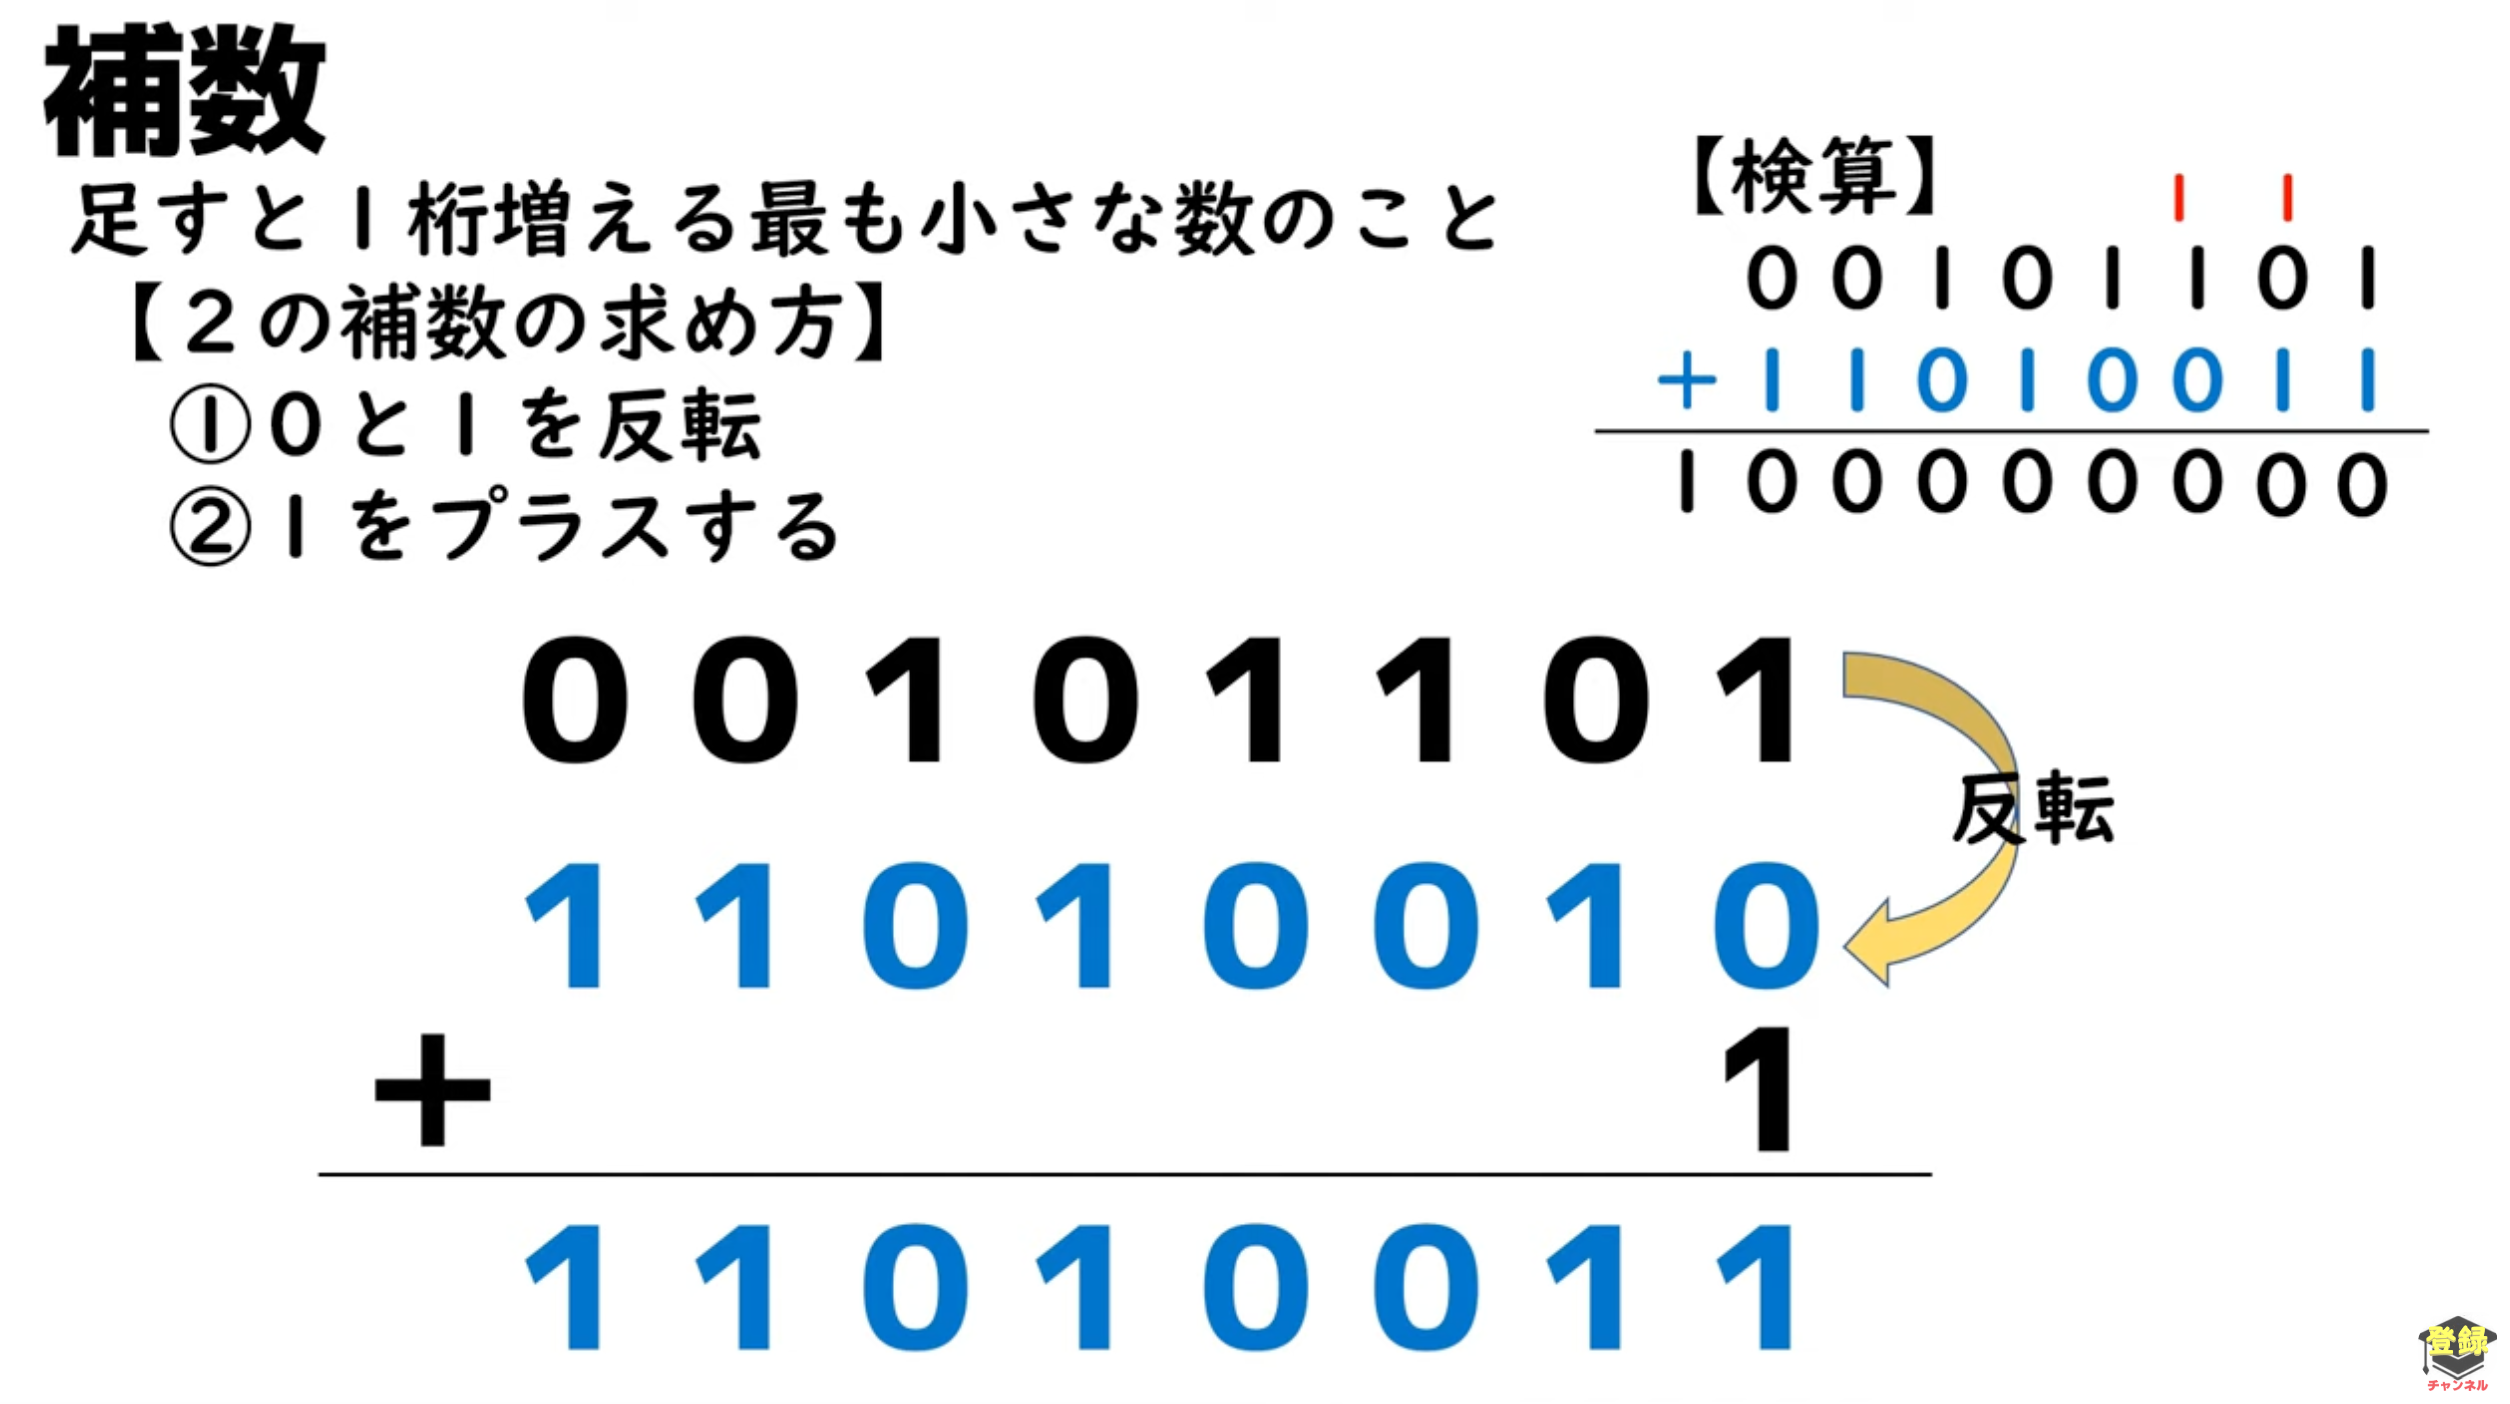 補数
足すと1桁増える最も小さな数のこと
【2の補数の求め方】
①0と1を反転
②1をプラスする
【検算】
1 1
0 0 1 0 1 1 0 1
+ 1 1 0 1 0 0 1 1
1 0 0 0 0 0 0 0 0
0 0 1 0 1 1 0 1
反転
1 1 0 1 0 0 1 0
+ 1
1 1 0 1 0 0 1 1
登録
チャンネル